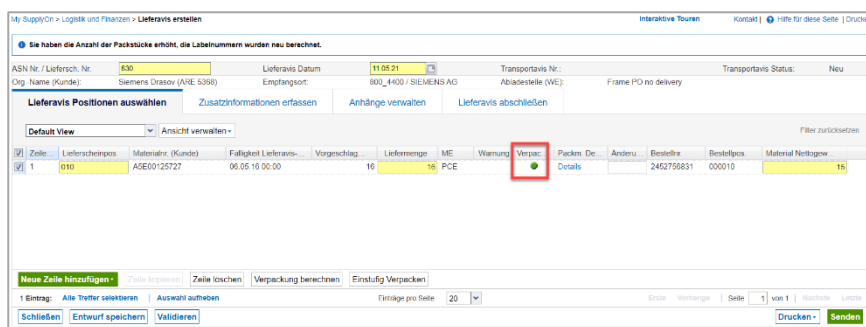 My SupplyOn > Logistik und Finanzen > Lieferavis erstellen Interaktive Touren Kontakt | Hilfe für diese Seite | Drucke
Sie haben die Anzahl der Packstücke erhöht, die Labelnummern wurden neu berechnet.
ASN Nr. / Liefersch. Nr. 630 Lieferavis Datum 11.05.21 Transportavis Nr.: Transportavis Status: Neu
Org.-Name (Kunde): Siemens Drasov (ARE 5368) Empfangsort: 800_4400 / SIEMENS AG Abladestelle (WE): Frame PO no delivery
Lieferavis Positionen auswählen Zusatzinformationen erfassen Anhänge verwalten Lieferavis abschließen
Default View Ansicht verwalten Filter zurücksetzen
Zeile... Lieferscheinpos. Materialnr. (Kunde) Fälligkeit Lieferavis-... Vorgeschlag... Liefermenge ME Warnung Verpac... Packm. De... Änderu... Bestellnr. Bestellpos. Material Nettogew...
1 010 A5E00125727 06.05.16 00:00 16 16 PCE Details 2452756831 000010 15
Neue Zeile hinzufügen Zeile kopieren Zeile löschen Verpackung berechnen Einstufig Verpacken
1 Eintrag: Alle Treffer selektieren | Auswahl aufheben Einträge pro Seite 20 Erste Vorherige | Seite 1 von 1 | Nächste Letzte
Schließen Entwurf speichern Validieren Drucken Senden